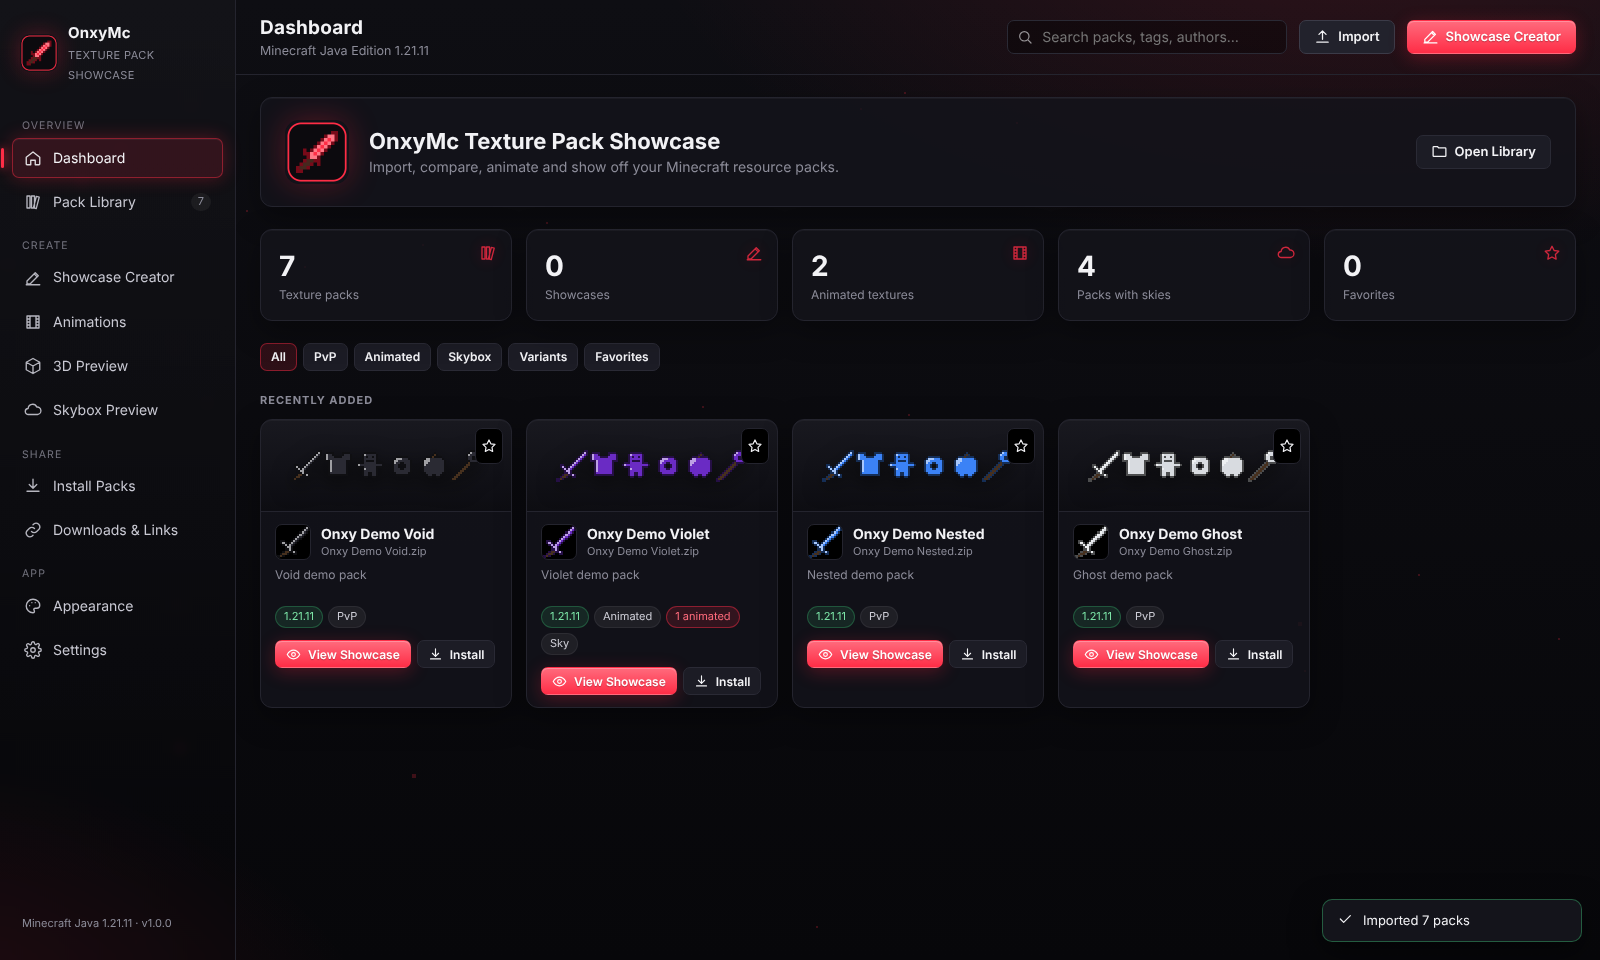 OnxyMc
TEXTURE PACK
SHOWCASE
OVERVIEW
Dashboard
Pack Library 7
CREATE
Showcase Creator
Animations
3D Preview
Skybox Preview
SHARE
Install Packs
Downloads & Links
APP
Appearance
Settings
Minecraft Java 1.21.11 · v1.0.0
Dashboard
Minecraft Java Edition 1.21.11
Search packs, tags, authors...
Import
Showcase Creator
OnxyMc Texture Pack Showcase
Import, compare, animate and show off your Minecraft resource packs.
Open Library
7
Texture packs
0
Showcases
2
Animated textures
4
Packs with skies
0
Favorites
All PvP Animated Skybox Variants Favorites
RECENTLY ADDED
Onxy Demo Void
Onxy Demo Void.zip
Void demo pack
1.21.11 PvP
View Showcase Install
Onxy Demo Violet
Onxy Demo Violet.zip
Violet demo pack
1.21.11 Animated 1 animated
Sky
View Showcase Install
Onxy Demo Nested
Onxy Demo Nested.zip
Nested demo pack
1.21.11 PvP
View Showcase Install
Onxy Demo Ghost
Onxy Demo Ghost.zip
Ghost demo pack
1.21.11 PvP
View Showcase Install
Imported 7 packs